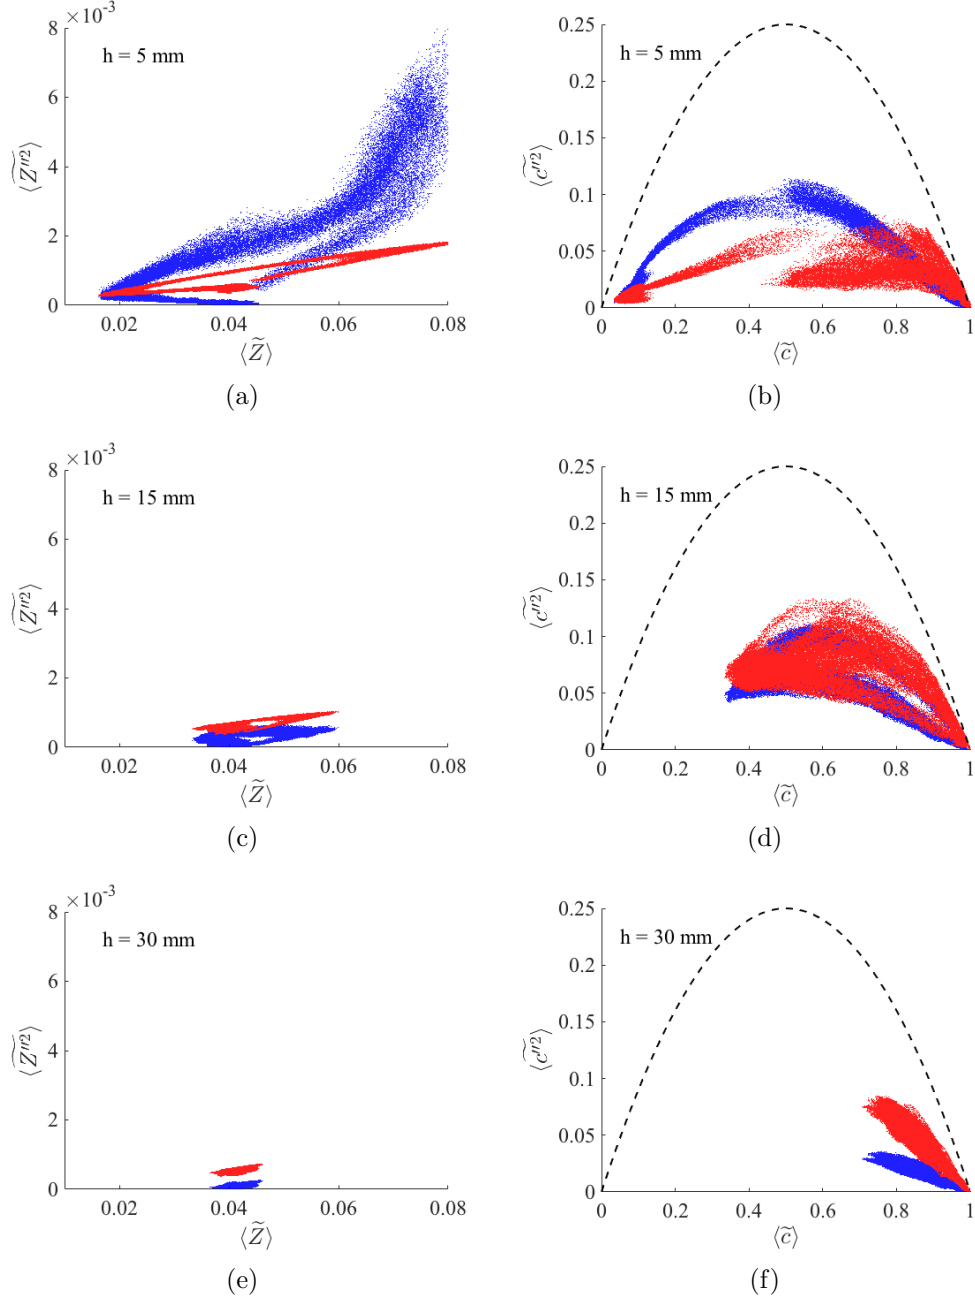 ×10⁻³
8
6
4
2
0
0.02 0.04 0.06 0.08
h = 5 mm
⟨Z̃″²⟩
⟨Z̃⟩
(a)
0.25
0.2
0.15
0.1
0.05
0
0 0.2 0.4 0.6 0.8 1
h = 5 mm
⟨c̃″²⟩
⟨c̃⟩
(b)
×10⁻³
8
6
4
2
0
0.02 0.04 0.06 0.08
h = 15 mm
⟨Z̃″²⟩
⟨Z̃⟩
(c)
0.25
0.2
0.15
0.1
0.05
0
0 0.2 0.4 0.6 0.8 1
h = 15 mm
⟨c̃″²⟩
⟨c̃⟩
(d)
×10⁻³
8
6
4
2
0
0.02 0.04 0.06 0.08
h = 30 mm
⟨Z̃″²⟩
⟨Z̃⟩
(e)
0.25
0.2
0.15
0.1
0.05
0
0 0.2 0.4 0.6 0.8 1
h = 30 mm
⟨c̃″²⟩
⟨c̃⟩
(f)